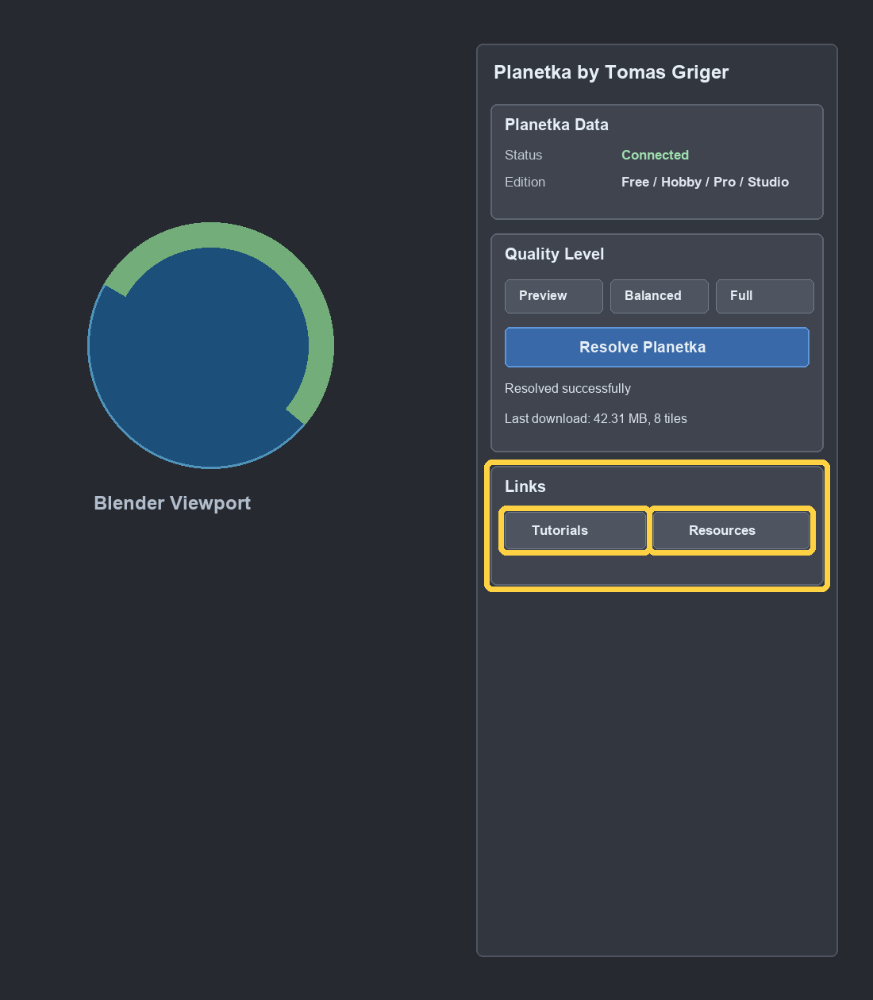 Planetka by Tomas Griger
Planetka Data
Status Connected
Edition Free / Hobby / Pro / Studio
Quality Level
Preview Balanced Full
Resolve Planetka
Resolved successfully
Last download: 42.31 MB, 8 tiles
Links
Tutorials Resources
Blender Viewport